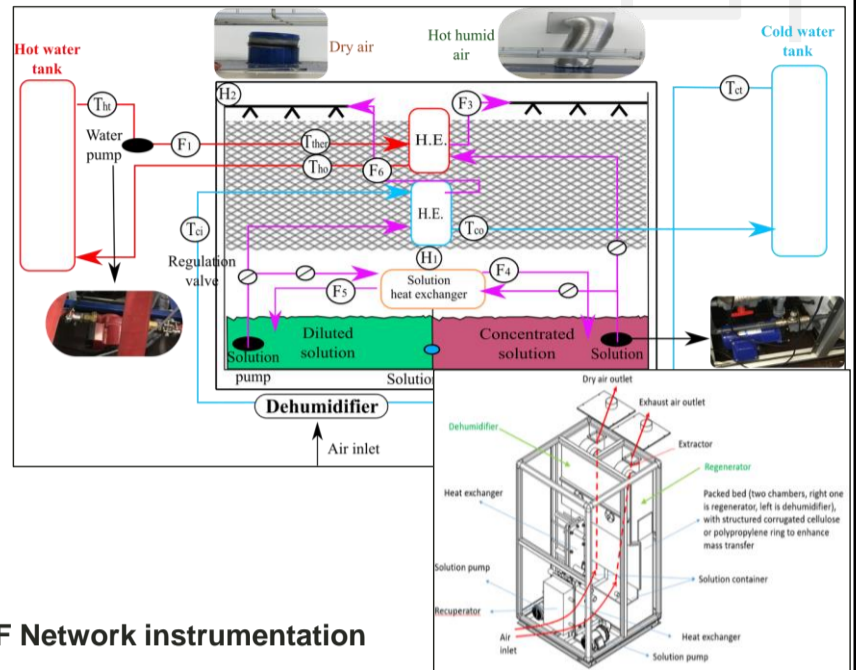 Dry air
Hot humid
air
Hot water
tank
Cold water
tank
H2
Tht
F3
Tct
Water
pump
F1
Tther
H.E.
Tho
F6
H.E.
Tci
Tco
H1
Regulation
valve
Solution
heat exchanger
F4
F5
Diluted
solution
Concentrated
solution
Solution
pump
Solution
Dehumidifier
Air inlet
Dry air outlet
Exhaust air outlet
Dehumidifier
Extractor
Regenerator
Heat exchanger
Packed bed (two chambers, right one
is regenerator, left is dehumidifier),
with structured corrugated cellulose
or polypropylene ring to enhance
mass transfer
Solution pump
Solution container
Recuperator
Air
inlet
Heat exchanger
Solution pump
F Network instrumentation